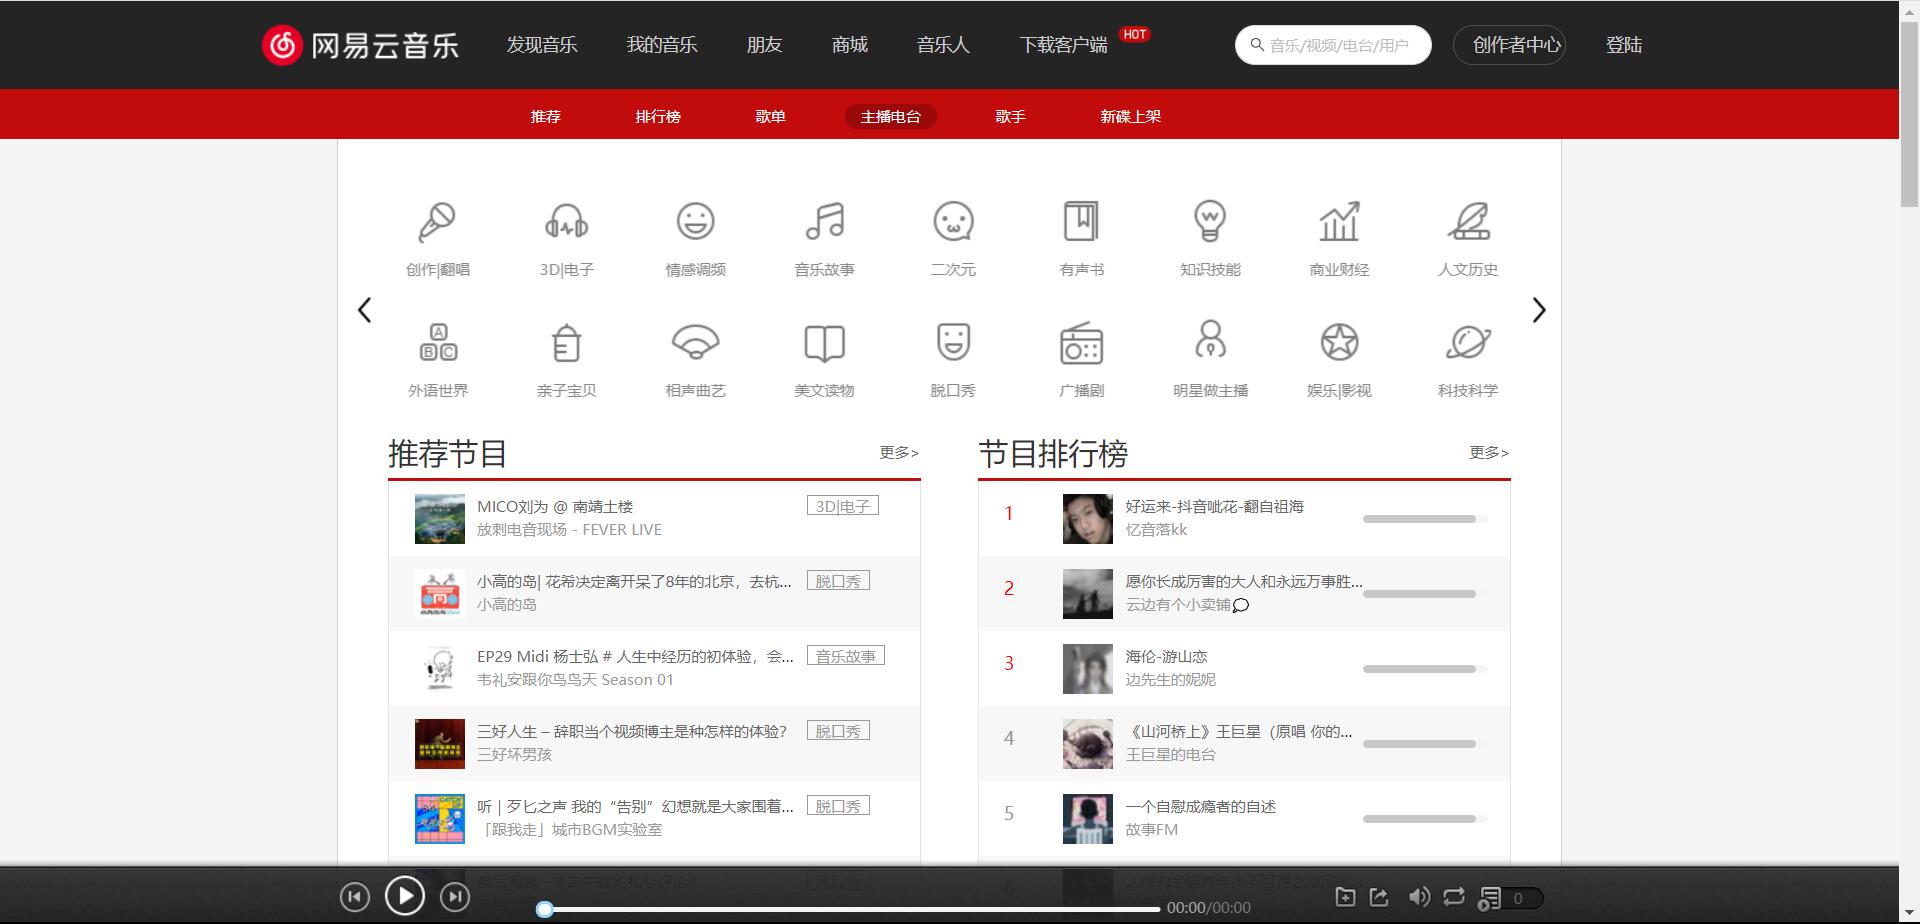 网易云音乐
发现音乐 我的音乐 朋友 商城 音乐人 下载客户端 HOT
音乐/视频/电台/用户
创作者中心 登陆
推荐 排行榜 歌单 主播电台 歌手 新碟上架
创作|翻唱 3D|电子 情感调频 音乐故事 二次元 有声书 知识技能 商业财经 人文历史
外语世界 亲子宝贝 相声曲艺 美文读物 脱口秀 广播剧 明星做主播 娱乐|影视 科技科学
推荐节目 更多>
MICO刘为 @ 南靖土楼 3D|电子
放刺电音现场 - FEVER LIVE
小高的岛| 花希决定离开呆了8年的北京，去杭... 脱口秀
小高的岛
EP29 Midi 杨士弘 # 人生中经历的初体验，会... 音乐故事
韦礼安跟你鸟鸟天 Season 01
三好人生 – 辞职当个视频博主是种怎样的体验? 脱口秀
三好坏男孩
听｜歹匕之声 我的“告别”幻想就是大家围着... 脱口秀
「跟我走」城市BGM实验室
节目排行榜 更多>
1 好运来-抖音呲花-翻自祖海
忆音落kk
2 愿你长成厉害的大人和永远万事胜...
云边有个小卖铺
3 海伦-游山恋
边先生的妮妮
4 《山河桥上》王巨星（原唱 你的...
王巨星的电台
5 一个自慰成瘾者的自述
故事FM
00:00/00:00
0